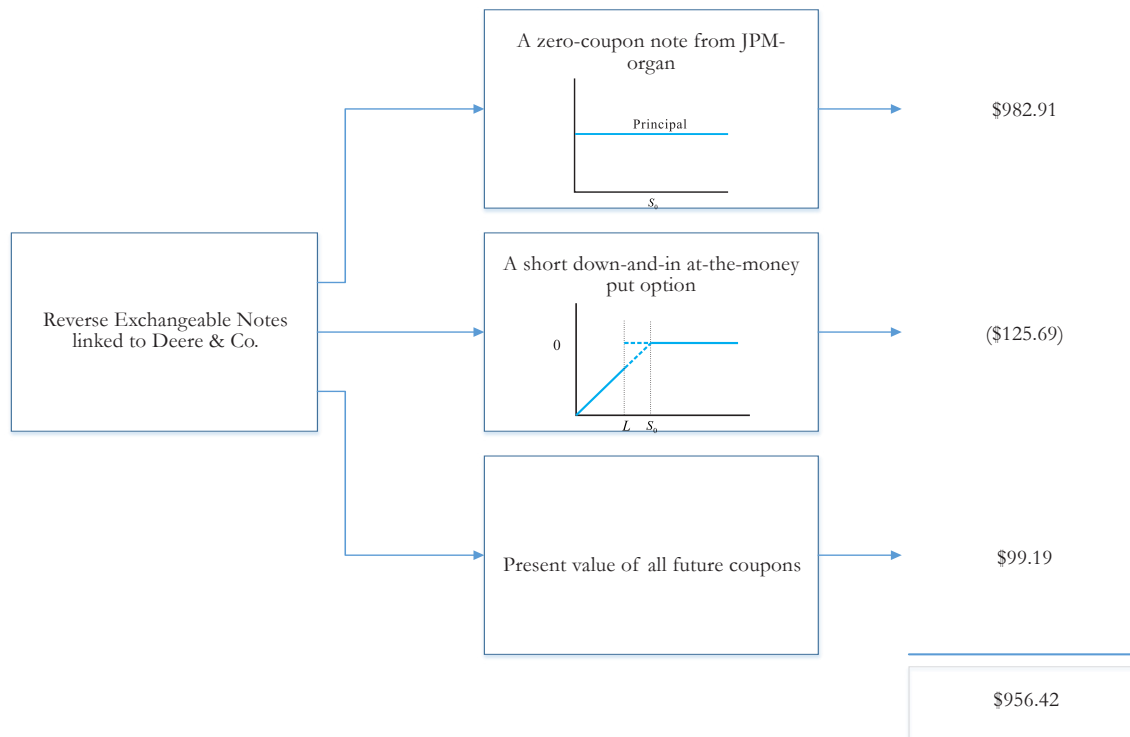 A zero-coupon note from JPM-
organ
Principal
S₀
$982.91
Reverse Exchangeable Notes
linked to Deere & Co.
A short down-and-in at-the-money
put option
0
L S₀
($125.69)
Present value of all future coupons
$99.19
$956.42